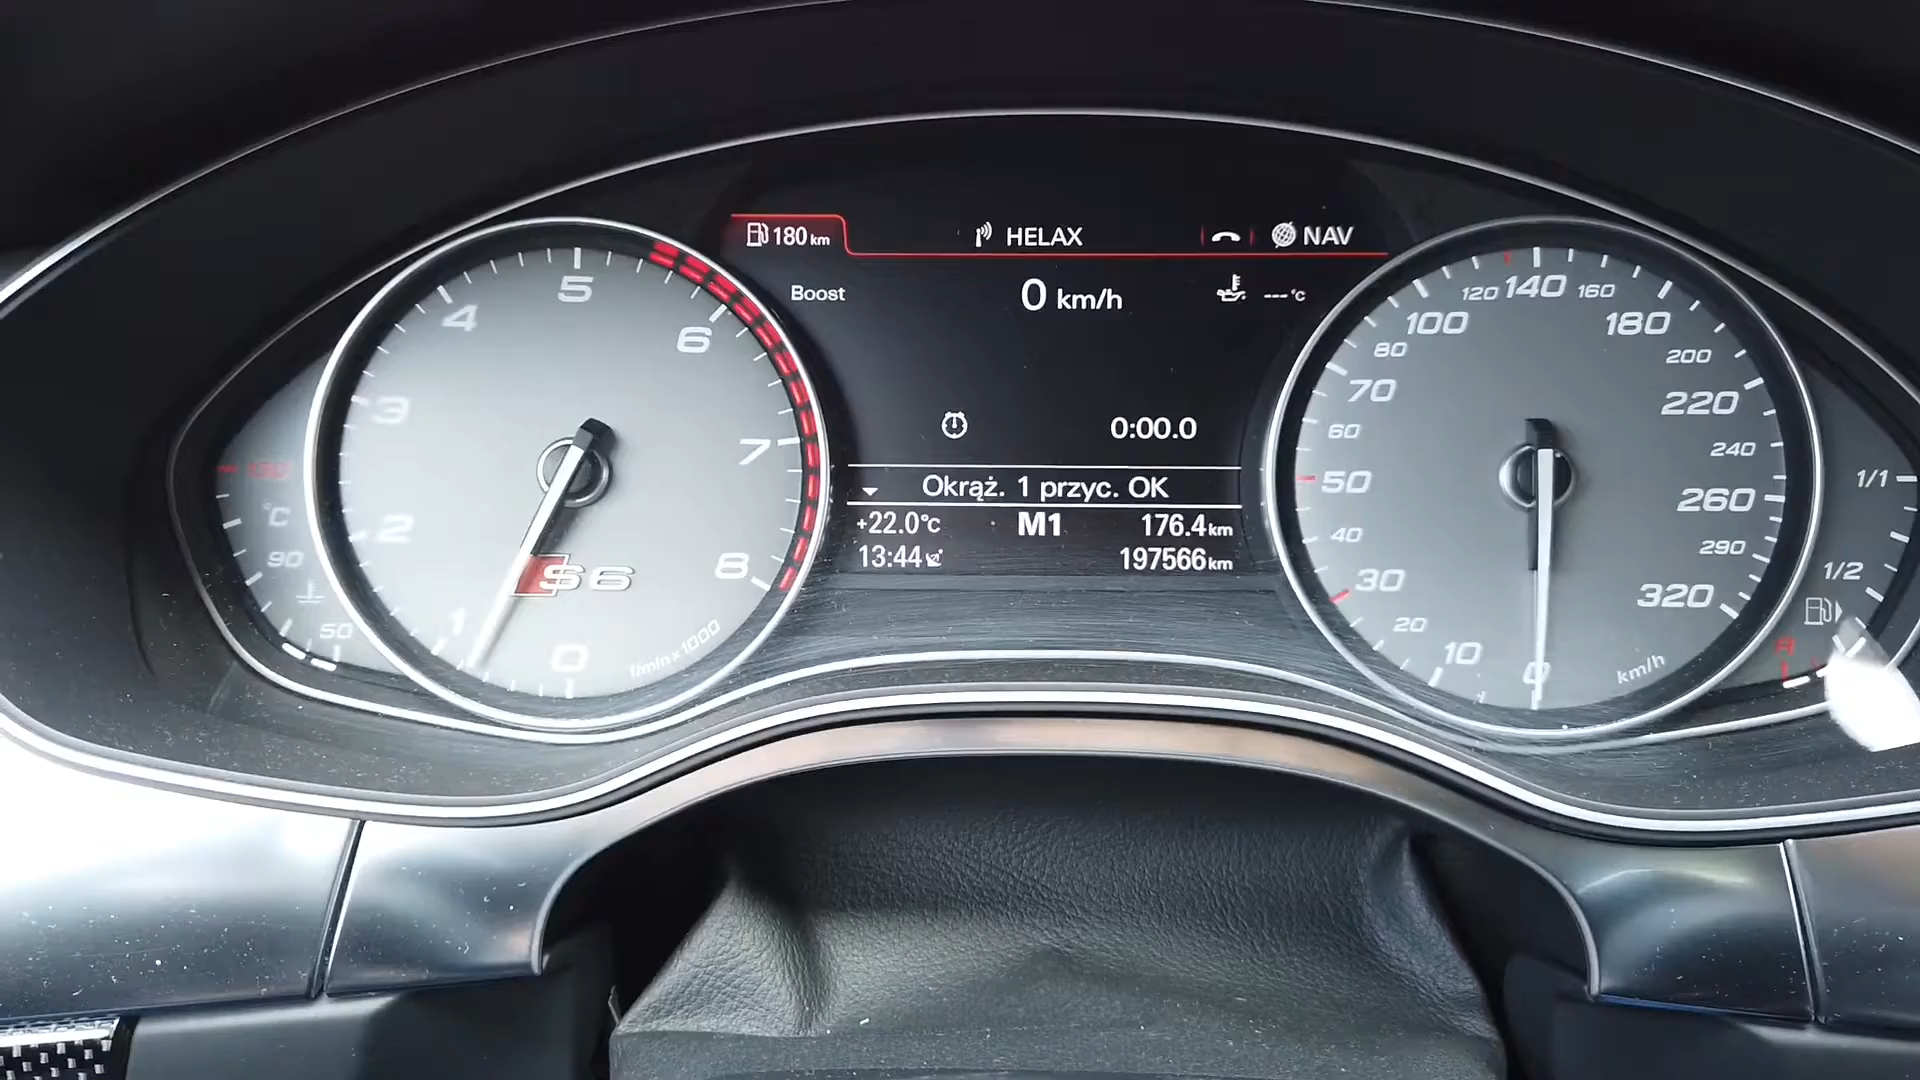 180 km
HELAX
NAV
Boost
0 km/h
---°C
0:00.0
Okrąż. 1 przyc. OK
+22.0°C
M1
176.4 km
13:44
197566 km
0
1
2
3
4
5
6
7
8
1/min x 1000
S6
130
°C
90
50
0
10
20
30
40
50
60
70
80
100
120
140
160
180
200
220
240
260
290
320
km/h
1/1
1/2
R